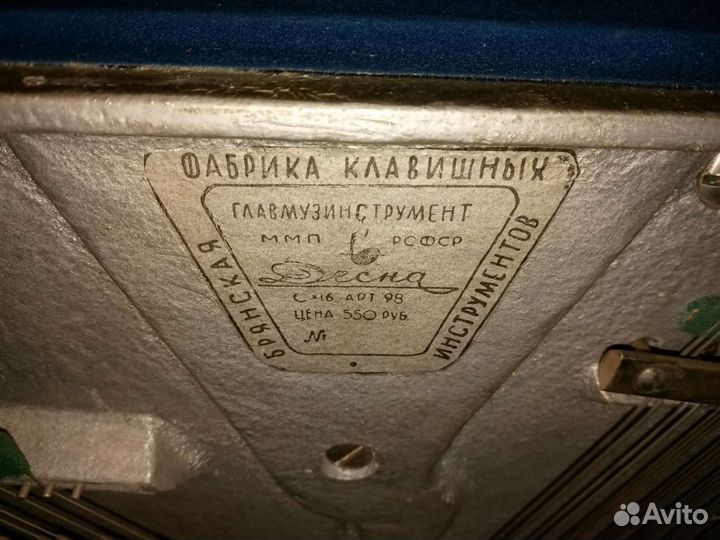 ФАБРИКА КЛАВИШНЫХ
БРЯНСКАЯ
ИНСТРУМЕНТОВ
ГЛАВМУЗИНСТРУМЕНТ
ММП РСФСР
Десна
С-16 АРТ 98
ЦЕНА 550 РУБ.
№
Avito